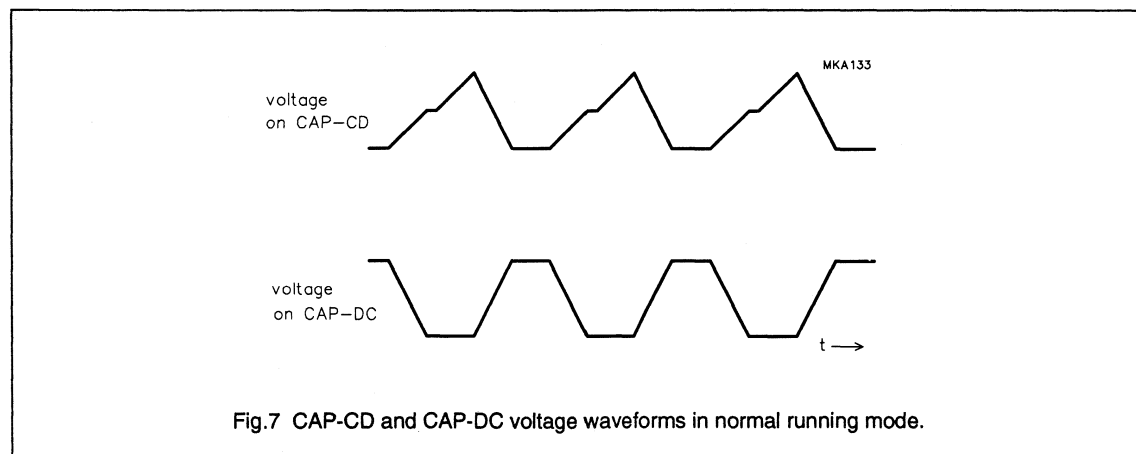 MKA133
voltage
on CAP-CD
voltage
on CAP-DC
t
Fig.7 CAP-CD and CAP-DC voltage waveforms in normal running mode.